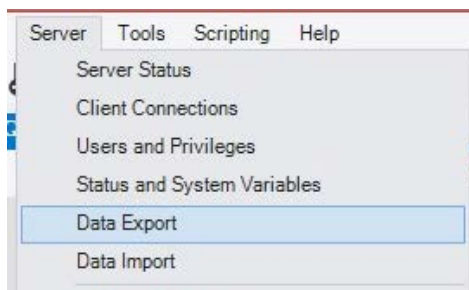 Server Tools Scripting Help
Server Status
Client Connections
Users and Privileges
Status and System Variables
Data Export
Data Import